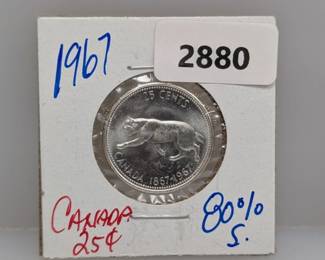 1967
2880
25 CENTS
CANADA 1867-1967
CANADA
25¢
80%
S.